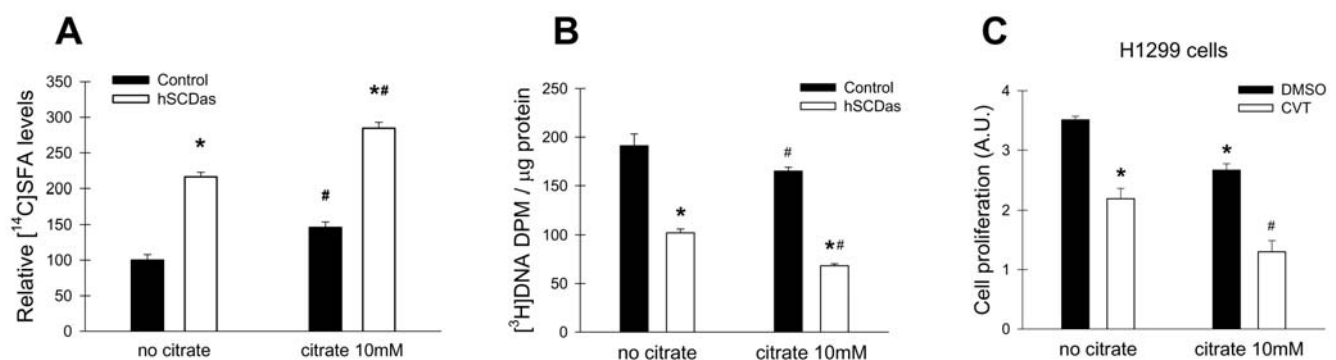 A
Control
hSCDas
Relative [¹⁴C]SFA levels
350
300
250
200
150
100
50
0
*
#
*#
no citrate
citrate 10mM
B
Control
hSCDas
[³H]DNA DPM / μg protein
250
200
150
100
50
0
*
#
*#
no citrate
citrate 10mM
C
H1299 cells
DMSO
CVT
Cell proliferation (A.U.)
4
3
2
1
0
*
*
#
no citrate
citrate 10mM